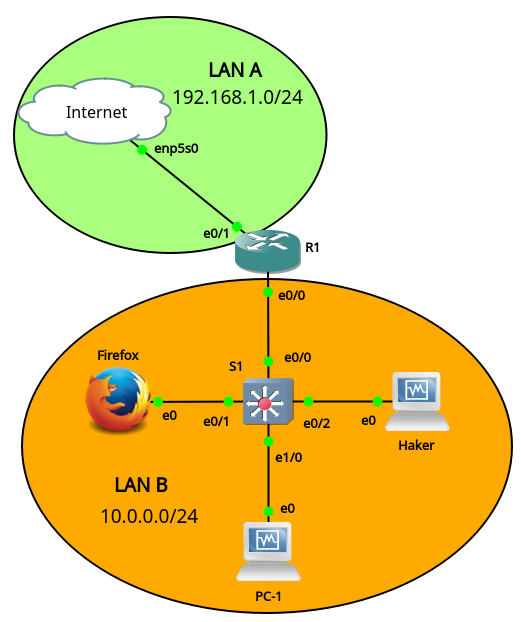 LAN A
192.168.1.0/24
Internet
enp5s0
e0/1
R1
e0/0
e0/0
S1
Firefox
e0
e0/1
e0/2
e0
Haker
e1/0
LAN B
10.0.0.0/24
e0
PC-1